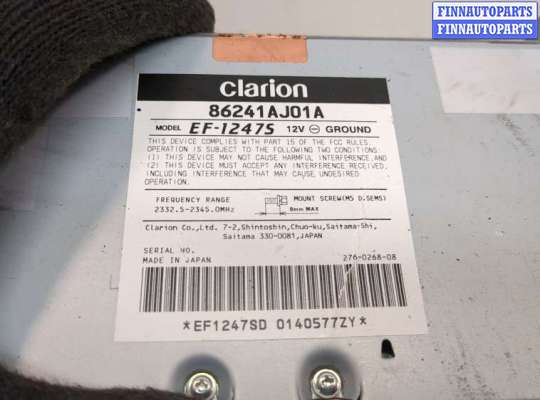 FINNAUTOPARTS
FINNAUTOPARTS
clarion
86241AJ01A
MODEL EF-1247S 12V ⊖ GROUND
THIS DEVICE COMPLIES WITH PART 15 OF THE FCC RULES.
OPERATION IS SUBJECT TO THE FOLLOWING TWO CONDITIONS:
(1) THIS DEVICE MAY NOT CAUSE HARMFUL INTERFERENCE,AND
(2) THIS DEVICE MUST ACCEPT ANY INTERFERENCE RECEIVED,
INCLUDING INTERFERENCE THAT MAY CAUSE UNDESIRED
OPERATION.
FREQUENCY RANGE
2332.5-2345.0MHz
MOUNT SCREW(M5 D.SEMS)
8mm MAX
Clarion Co.,Ltd. 7-2,Shintoshin,Chuo-Ku,Saitama-Shi,
Saitama 330-0081,JAPAN
SERIAL NO.
MADE IN JAPAN 276-0268-08
*EF1247SD 0140577ZY*